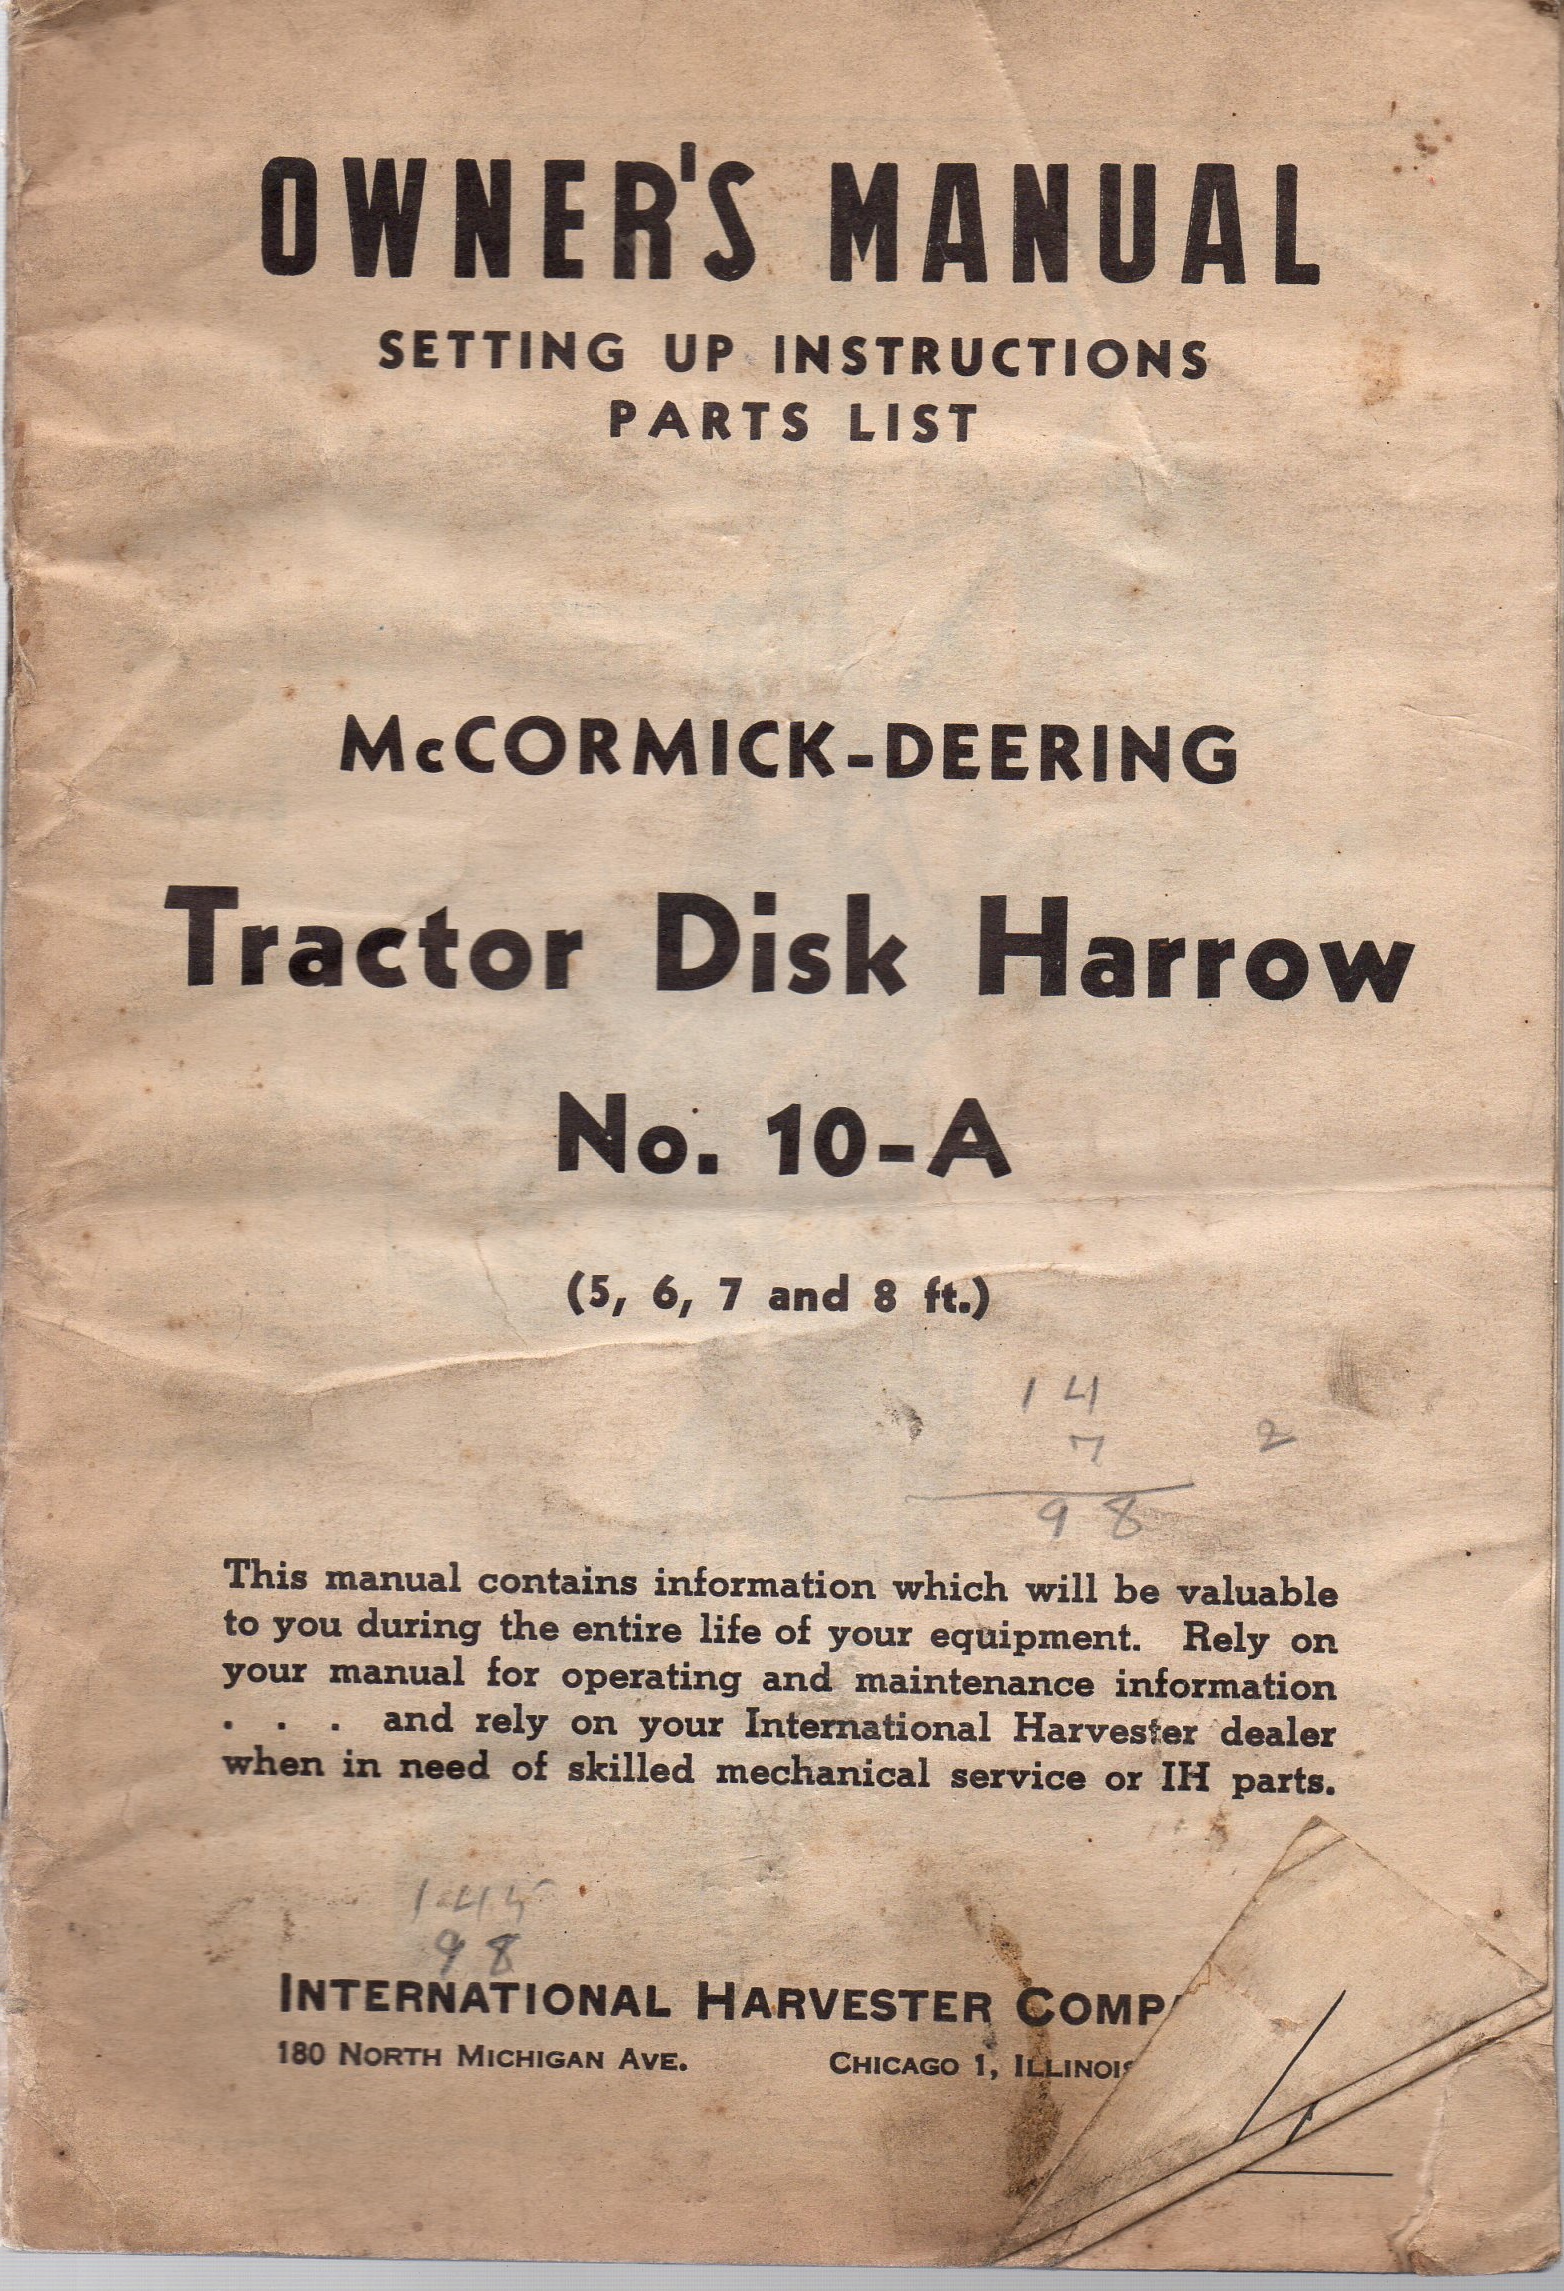 OWNER'S MANUAL
SETTING UP INSTRUCTIONS
PARTS LIST
McCORMICK-DEERING
Tractor Disk Harrow
No. 10-A
(5, 6, 7 and 8 ft.)
14
7 2
98
This manual contains information which will be valuable
to you during the entire life of your equipment. Rely on
your manual for operating and maintenance information
. . . and rely on your International Harvester dealer
when in need of skilled mechanical service or IH parts.
98
INTERNATIONAL HARVESTER COMP
180 NORTH MICHIGAN AVE. CHICAGO 1, ILLINOIS